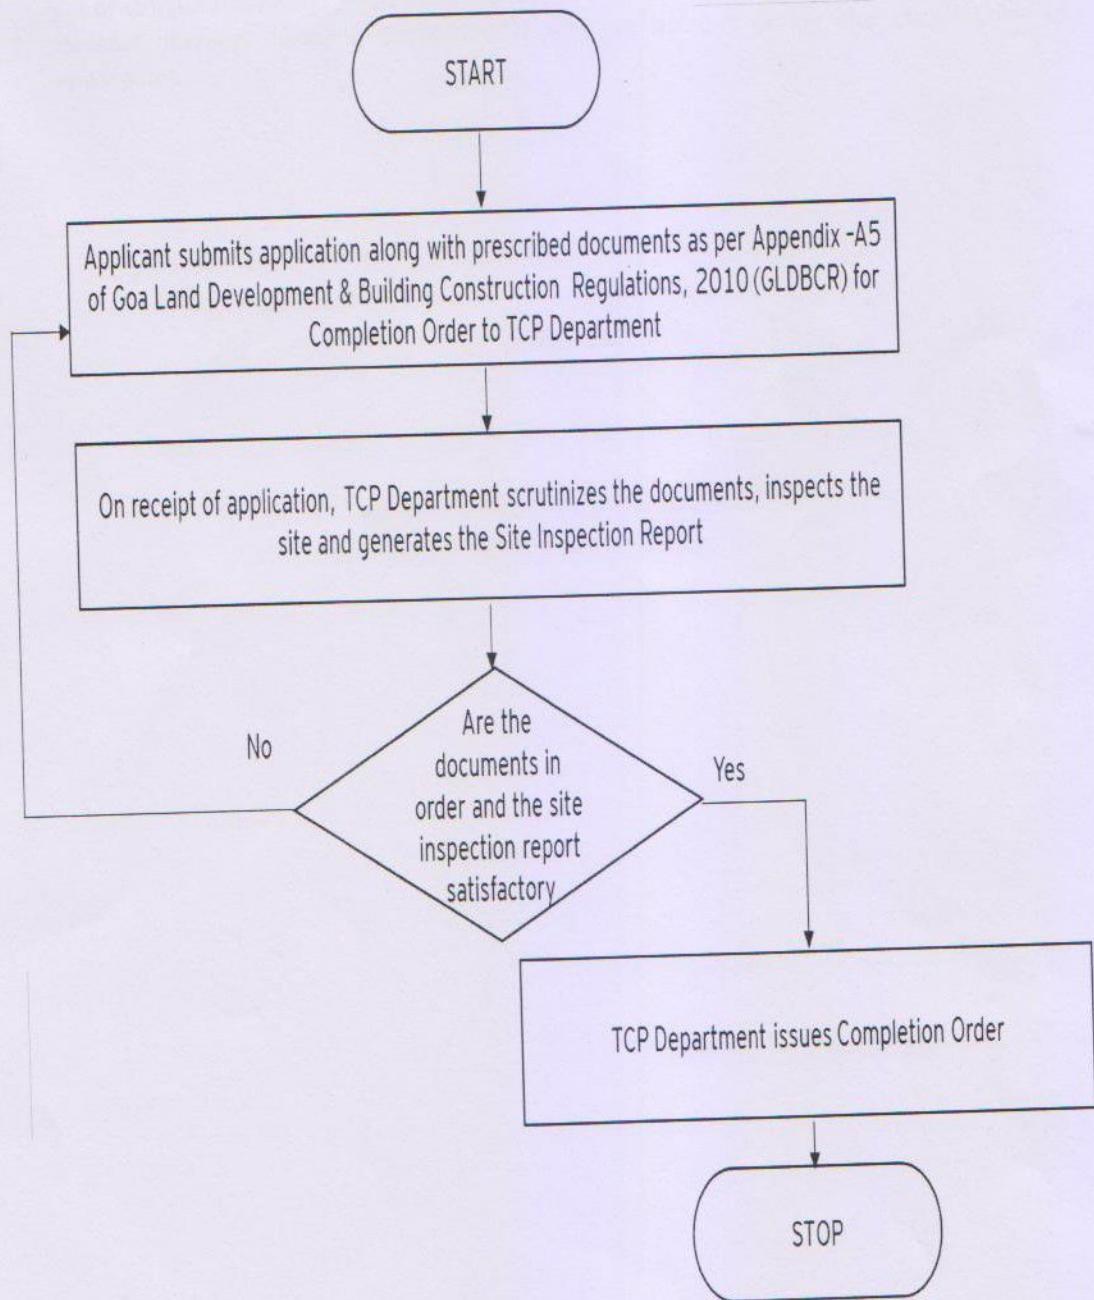 START
Applicant submits application along with prescribed documents as per Appendix -A5
of Goa Land Development & Building Construction Regulations, 2010 (GLDBCR) for
Completion Order to TCP Department
On receipt of application, TCP Department scrutinizes the documents, inspects the
site and generates the Site Inspection Report
Are the
documents in
order and the site
inspection report
satisfactory
No
Yes
TCP Department issues Completion Order
STOP